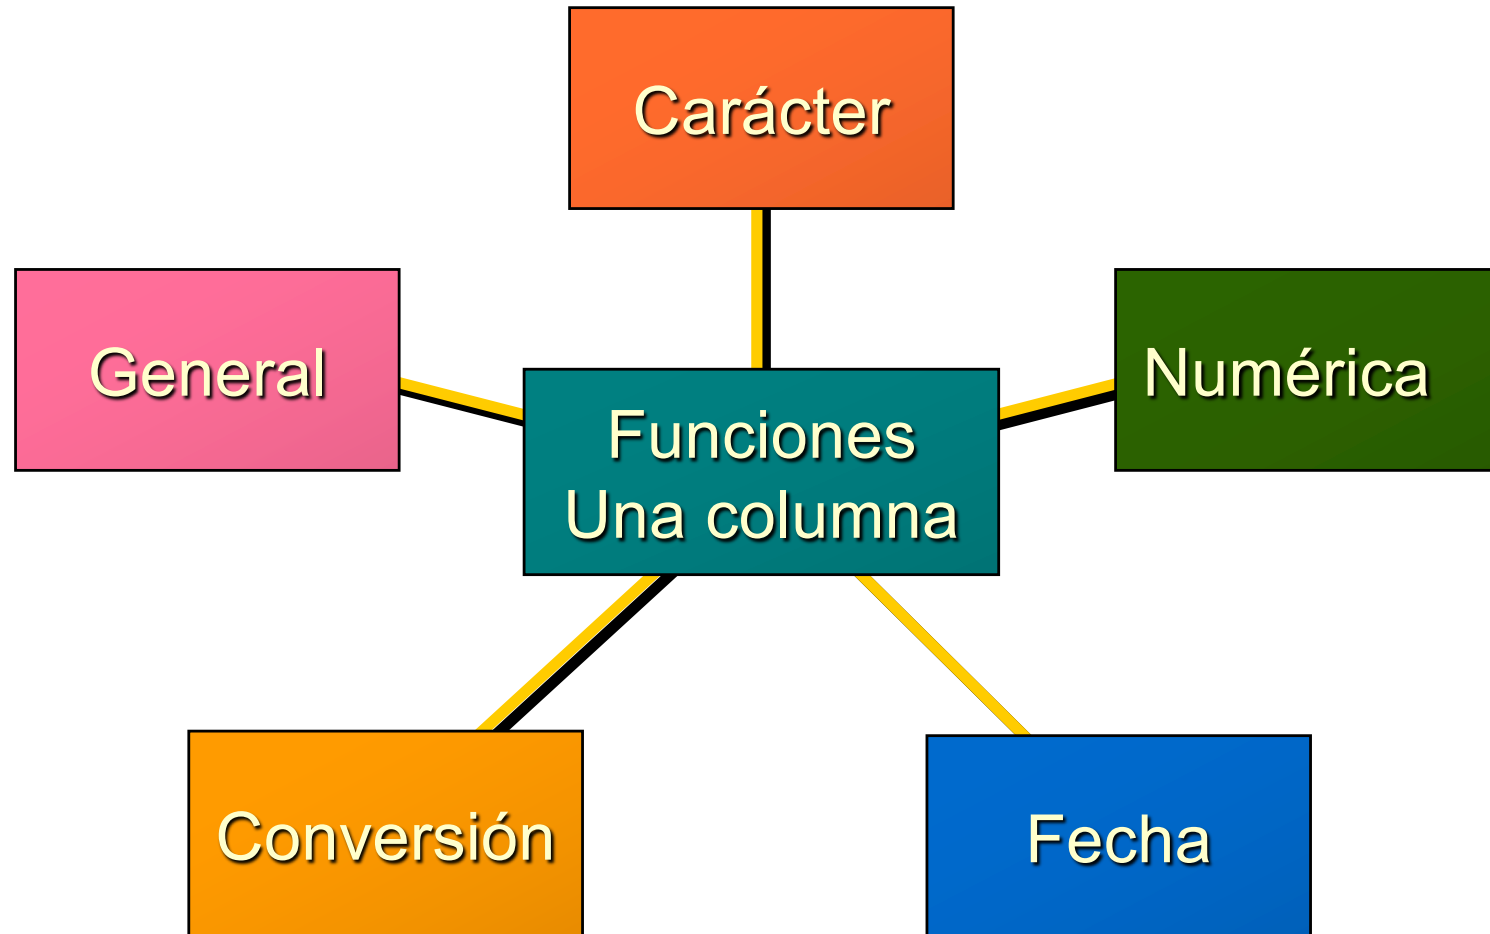 Carácter
General
Numérica
Funciones
Una columna
Conversión
Fecha